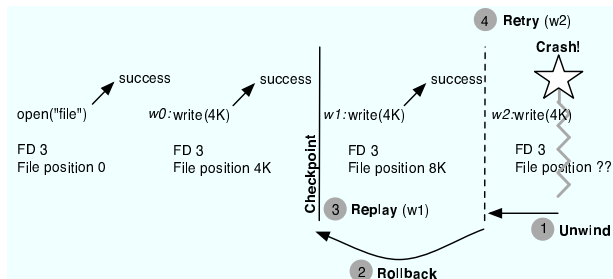 4 Retry (w2)
Crash!
success
success
success
open("file")
w0:write(4K)
w1:write(4K)
w2:write(4K)
FD 3
File position 0
FD 3
File position 4K
Checkpoint
FD 3
File position 8K
FD 3
File position ??
3 Replay (w1)
1 Unwind
2 Rollback